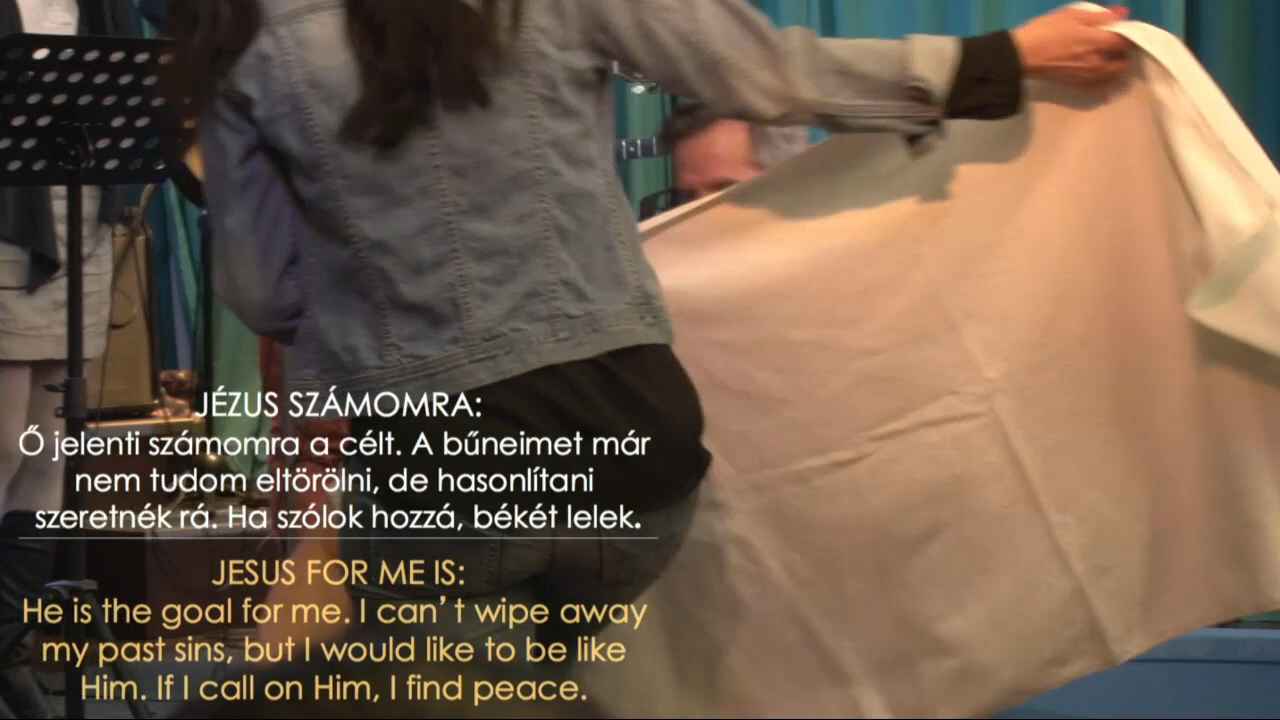 JÉZUS SZÁMOMRA:
Ő jelenti számomra a célt. A bűneimet már
nem tudom eltörölni, de hasonlítani
szeretnék rá. Ha szólok hozzá, békét lelek.
JESUS FOR ME IS:
He is the goal for me. I can't wipe away
my past sins, but I would like to be like
Him. If I call on Him, I find peace.